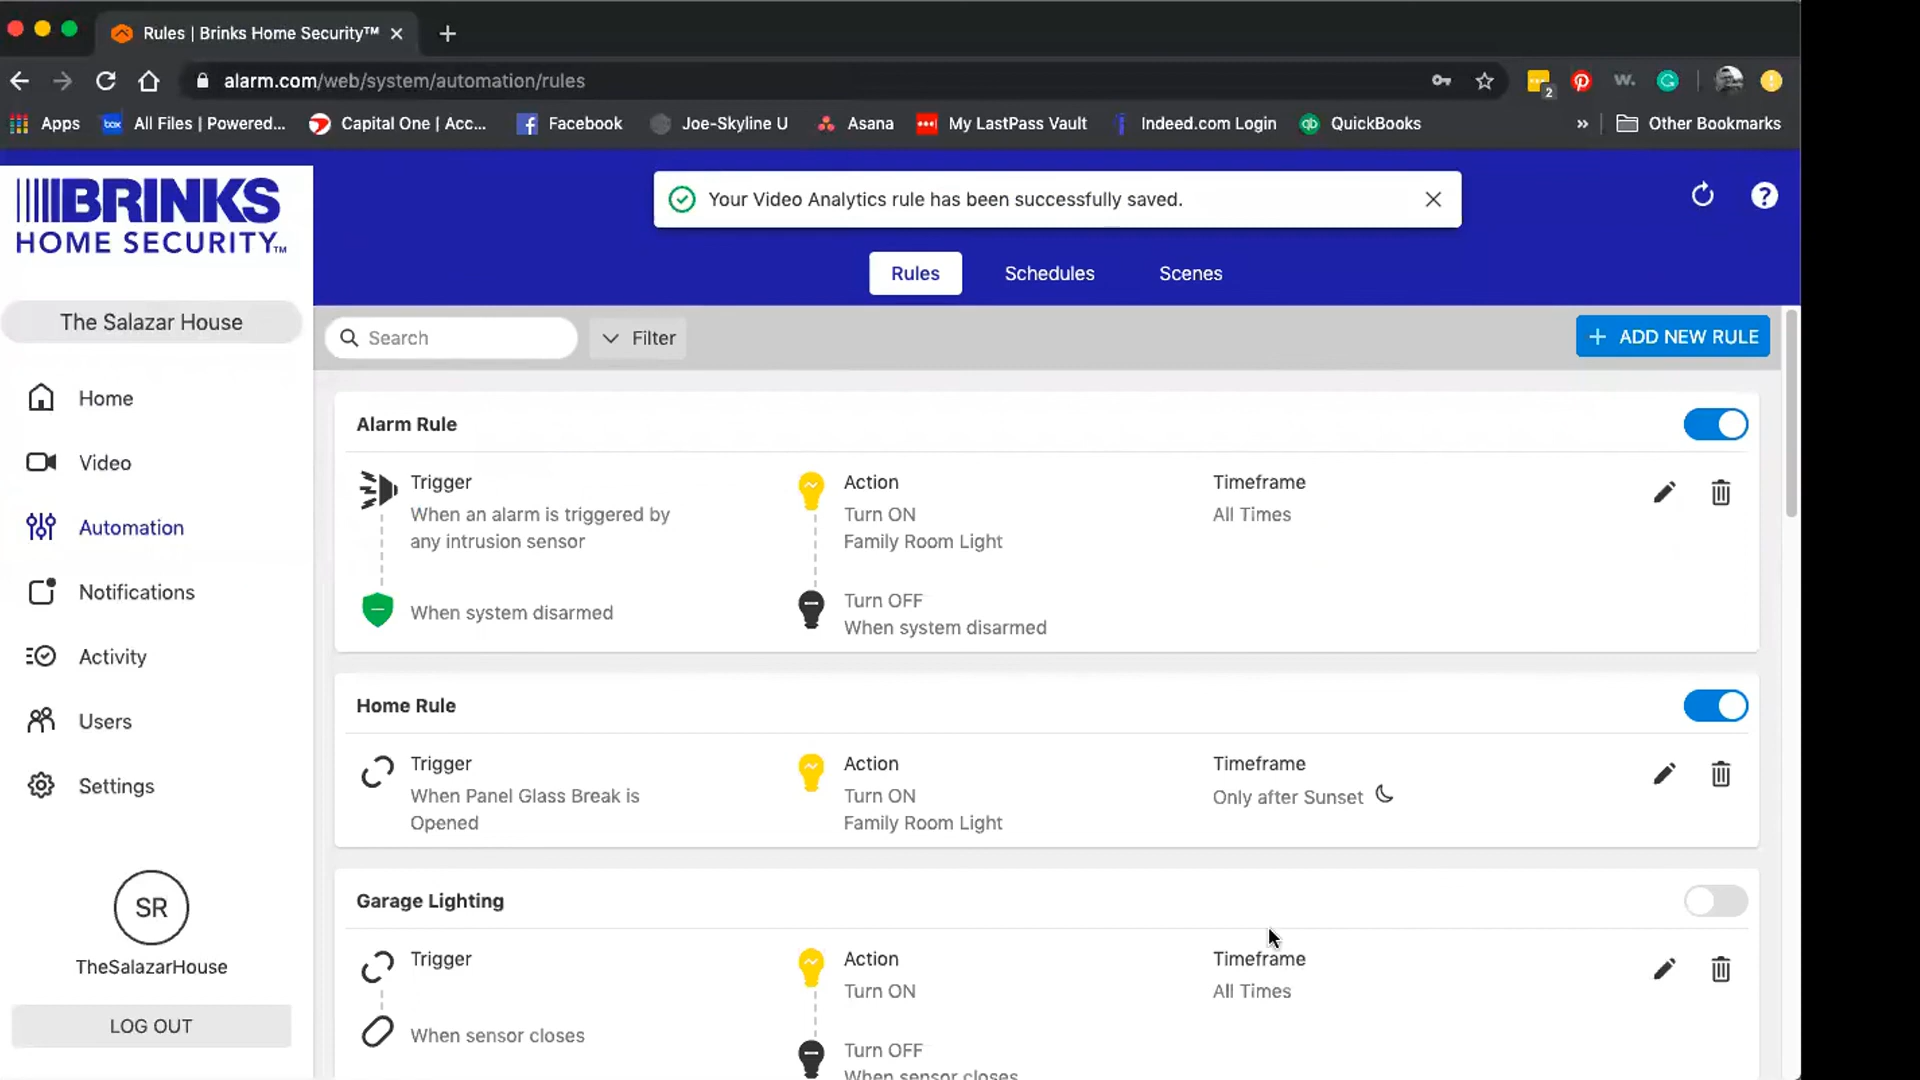 Rules | Brinks Home Security™
alarm.com/web/system/automation/rules
2
w.
Apps
box
All Files | Powered...
Capital One | Acc...
Facebook
Joe-Skyline U
Asana
My LastPass Vault
Indeed.com Login
qb
QuickBooks
»
Other Bookmarks
BRINKS
HOME SECURITY™
Your Video Analytics rule has been successfully saved.
Rules
Schedules
Scenes
The Salazar House
Search
Filter
+ ADD NEW RULE
Home
Video
Automation
Notifications
Activity
Users
Settings
SR
TheSalazarHouse
LOG OUT
Alarm Rule
Trigger
When an alarm is triggered by
any intrusion sensor
When system disarmed
Action
Turn ON
Family Room Light
Turn OFF
When system disarmed
Timeframe
All Times
Home Rule
Trigger
When Panel Glass Break is
Opened
Action
Turn ON
Family Room Light
Timeframe
Only after Sunset
Garage Lighting
Trigger
When sensor closes
Action
Turn ON
Turn OFF
When sensor closes
Timeframe
All Times